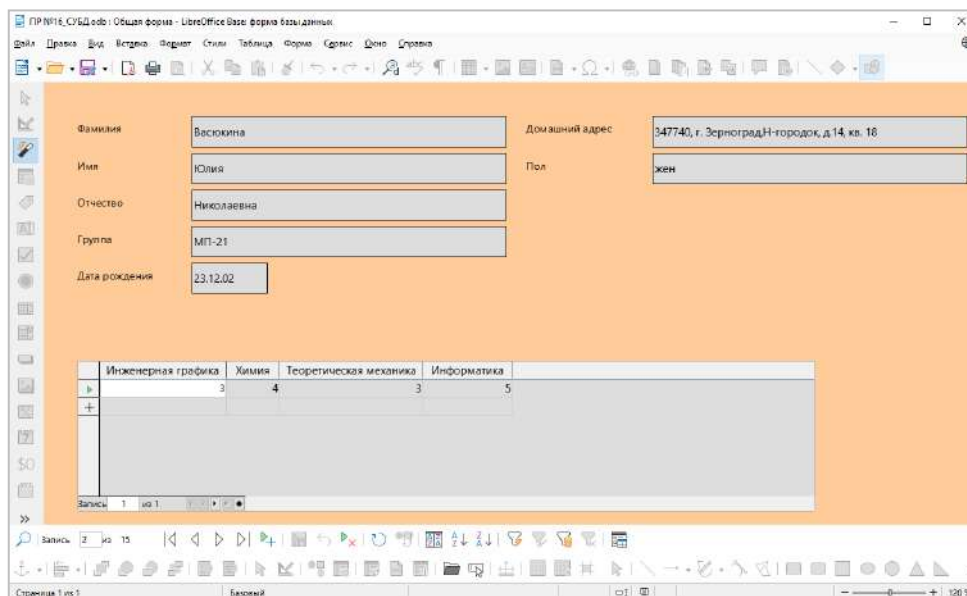 ПР №16_СУБД.odb : Общая форма - LibreOffice Base: форма базы данных
Файл Правка Вид Вставка Формат Стили Таблица Форма Сервис Окно Справка
Фамилия Васюкина Домашний адрес 347740, г. Зерноград,Н-городок, д.14, кв. 18
Имя Юлия Пол жен
Отчество Николаевна
Группа МП-21
Дата рождения 23.12.02
Инженерная графика Химия Теоретическая механика Информатика
3 4 3 5
Запись 1 из 1
Запись 2 из 15
Страница 1 из 1 Базовый 120